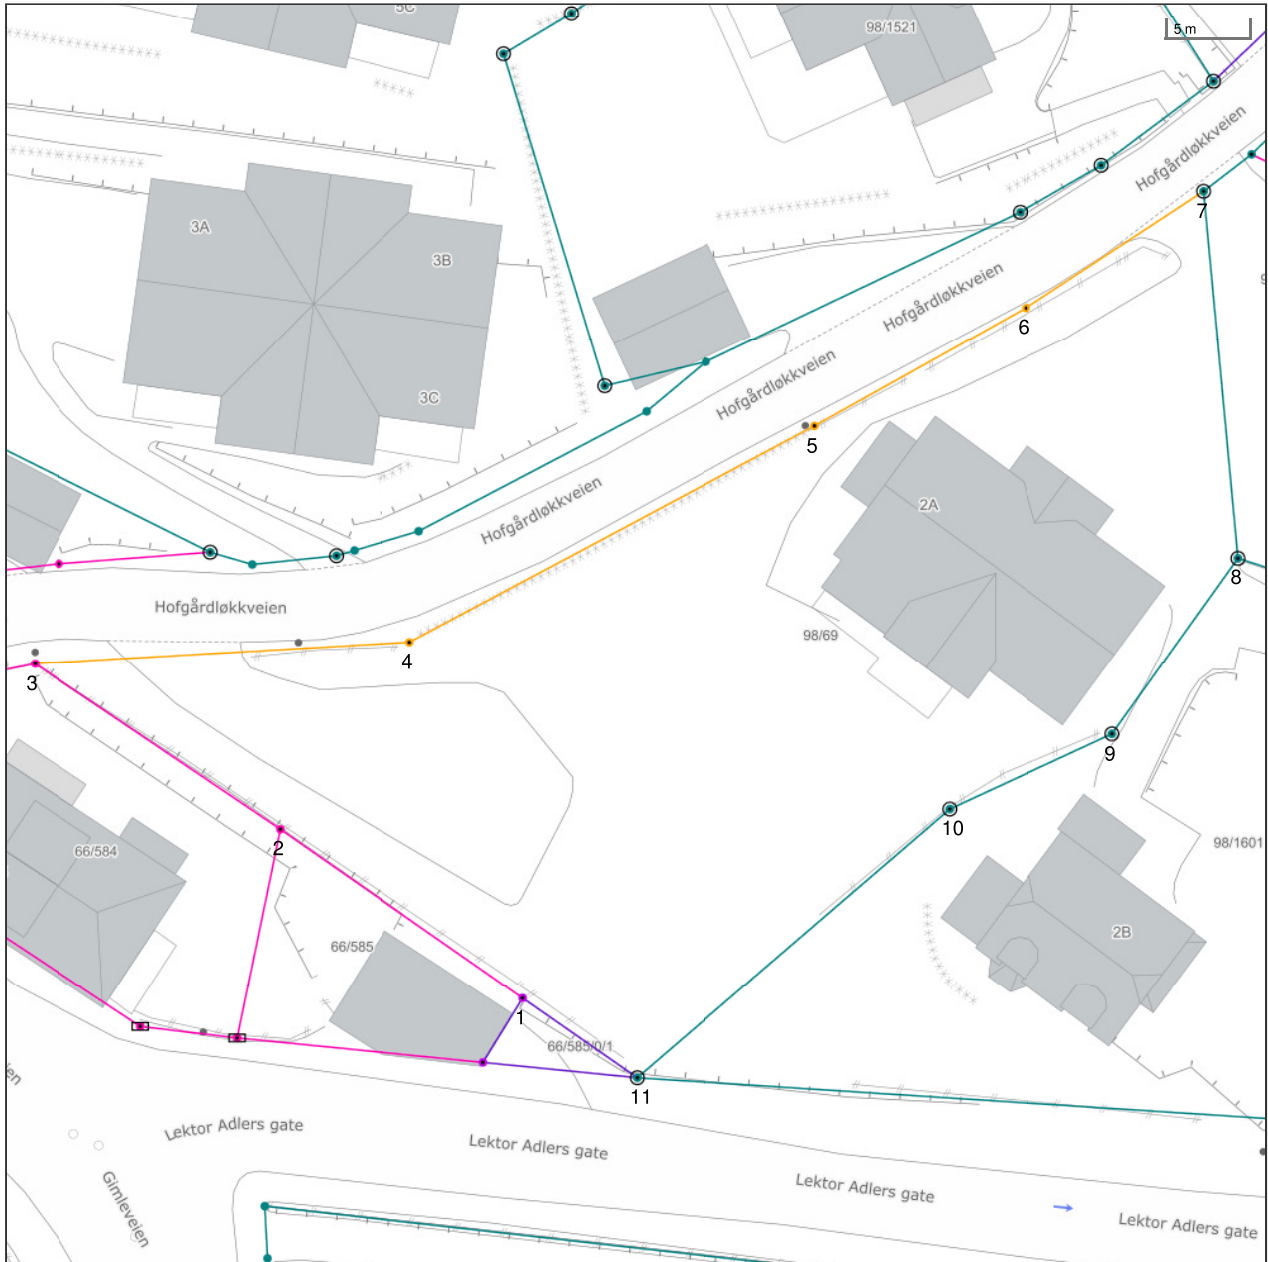 5C
98/1521
5 m
Hofgårdløkkveien
3A
3B
7
Hofgårdløkkveien
6
Hofgårdløkkveien
3C
5
2A
Hofgårdløkkveien
8
Hofgårdløkkveien
98/69
4
3
9
10
2
66/584
98/1601
2B
66/585
1
66/585/0/1
11
Lektor Adlers gate
Lektor Adlers gate
Lektor Adlers gate
Lektor Adlers gate
Gimleveien